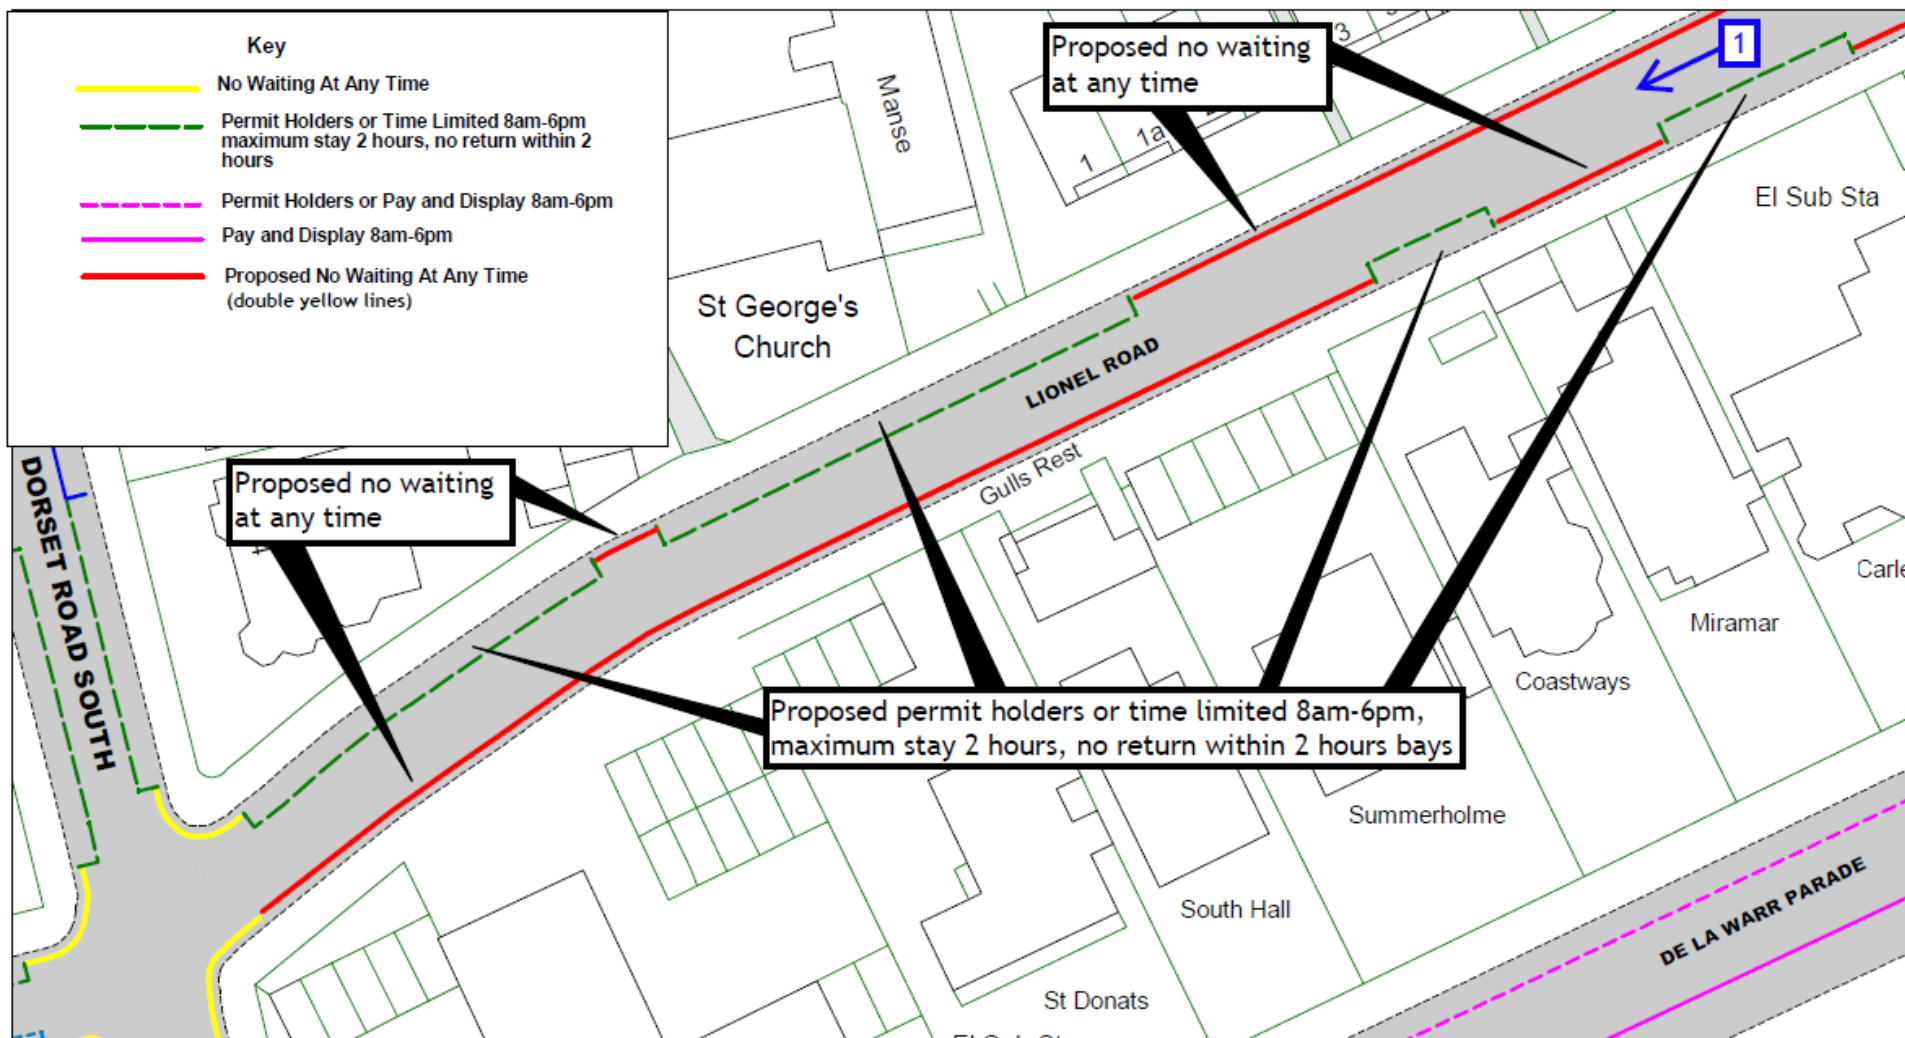 Key
No Waiting At Any Time
Permit Holders or Time Limited 8am-6pm
maximum stay 2 hours, no return within 2
hours
Permit Holders or Pay and Display 8am-6pm
Pay and Display 8am-6pm
Proposed No Waiting At Any Time
(double yellow lines)
Proposed no waiting
at any time
1
3
Manse
1
1a
El Sub Sta
St George's
Church
LIONEL ROAD
Gulls Rest
Proposed no waiting
at any time
DORSET ROAD SOUTH
Carle
Miramar
Coastways
Proposed permit holders or time limited 8am-6pm,
maximum stay 2 hours, no return within 2 hours bays
Summerholme
South Hall
DE LA WARR PARADE
St Donats